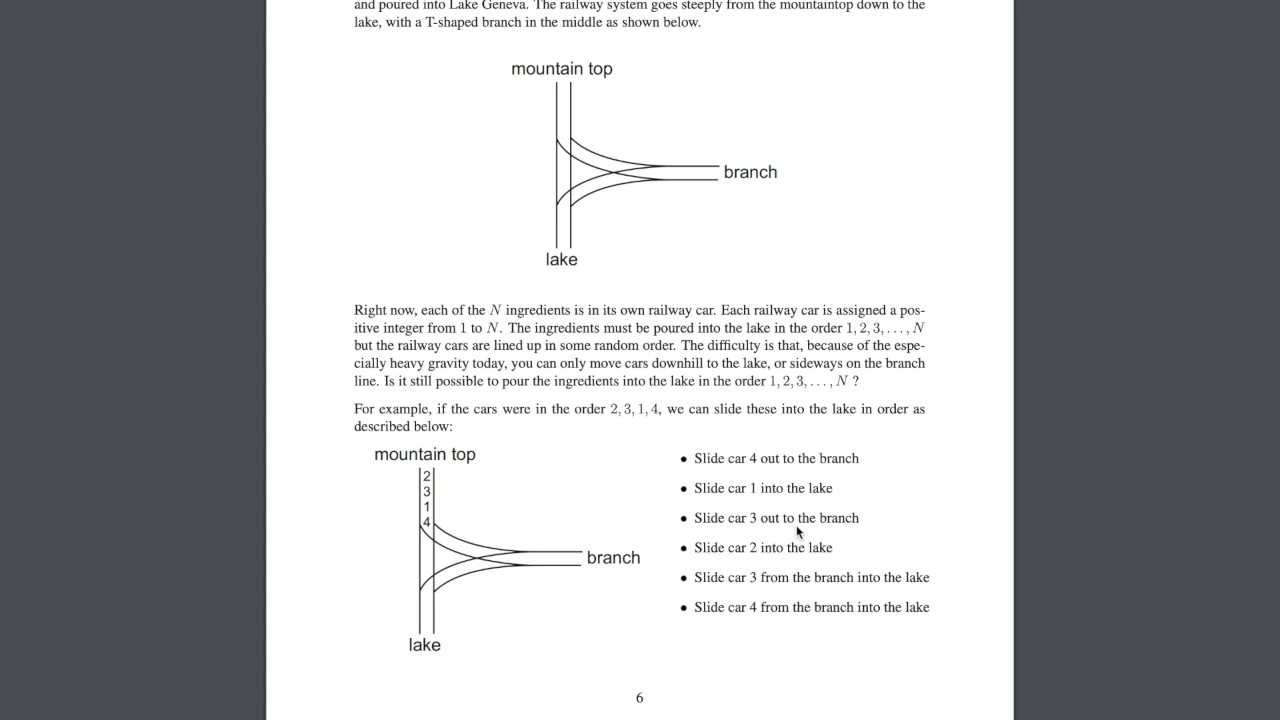 and poured into Lake Geneva. The railway system goes steeply from the mountaintop down to the
lake, with a T-shaped branch in the middle as shown below.
mountain top
branch
lake
Right now, each of the N ingredients is in its own railway car. Each railway car is assigned a pos-
itive integer from 1 to N. The ingredients must be poured into the lake in the order 1, 2, 3, . . . , N
but the railway cars are lined up in some random order. The difficulty is that, because of the espe-
cially heavy gravity today, you can only move cars downhill to the lake, or sideways on the branch
line. Is it still possible to pour the ingredients into the lake in the order 1, 2, 3, . . . , N ?
For example, if the cars were in the order 2, 3, 1, 4, we can slide these into the lake in order as
described below:
mountain top
2
3
1
4
branch
lake
• Slide car 4 out to the branch
• Slide car 1 into the lake
• Slide car 3 out to the branch
• Slide car 2 into the lake
• Slide car 3 from the branch into the lake
• Slide car 4 from the branch into the lake
6